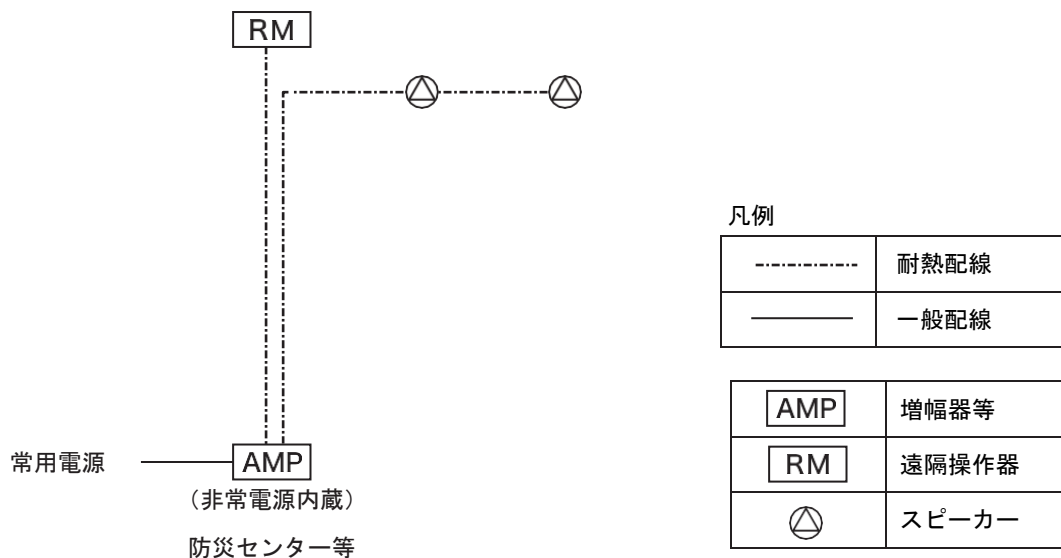 RM
凡例
耐熱配線
一般配線
AMP 増幅器等
RM 遠隔操作器
スピーカー
常用電源 AMP
（非常電源内蔵）
防災センター等